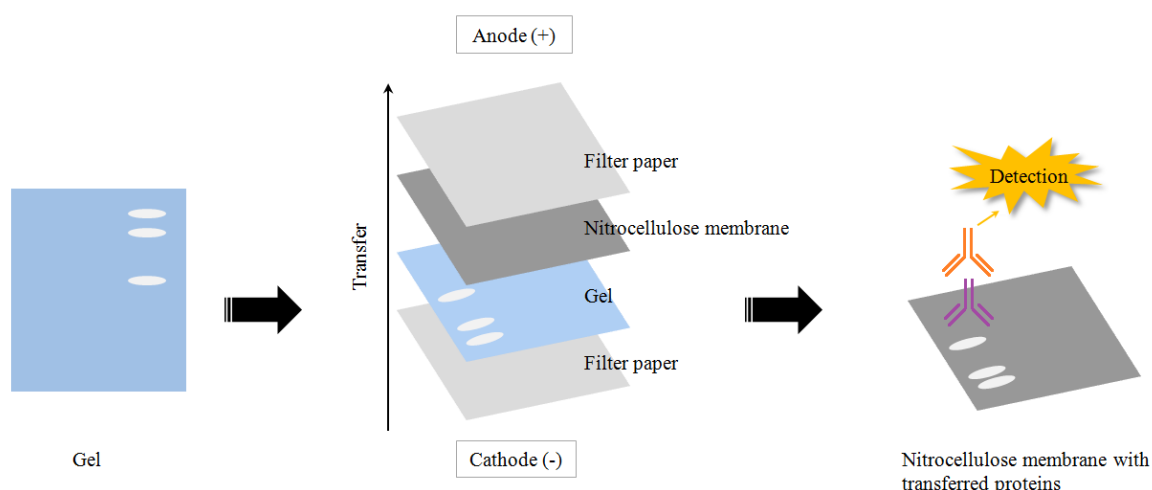 Anode (+)
Transfer
Filter paper
Nitrocellulose membrane
Gel
Filter paper
Cathode (-)
Gel
Detection
Nitrocellulose membrane with
transferred proteins